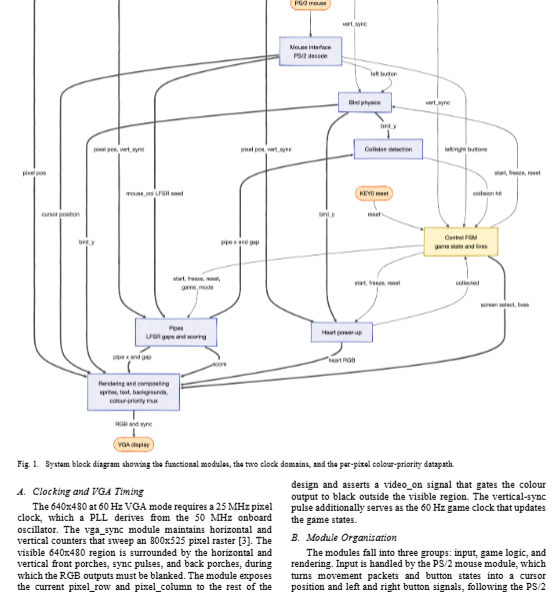 PS/2 mouse
vert_sync
Mouse interface
PS/2 decode
left button
Bird physics
vert_sync
bird_y
pixel pos, vert_sync
pixel pos, vert_sync
Collision detection
left/right buttons
pixel pos
start, freeze, reset
mouse_col LFSR seed
KEY0 reset
collision hit
cursor position
bird_y
reset
bird_y
pipe x and gap
Control FSM
game state and lives
start, freeze, reset,
game_mode
start, freeze, reset
collected
screen select, lives
Pipes
LFSR gaps and scoring
Heart power-up
pipe x and gap
score
heart RGB
Rendering and compositing
sprites, text, backgrounds,
colour-priority mux
RGB and sync
VGA display
Fig. 1. System block diagram showing the functional modules, the two clock domains, and the per-pixel colour-priority datapath.
A. Clocking and VGA Timing
The 640x480 at 60 Hz VGA mode requires a 25 MHz pixel
clock, which a PLL derives from the 50 MHz onboard
oscillator. The vga_sync module maintains horizontal and
vertical counters that sweep an 800x525 pixel raster [3]. The
visible 640x480 region is surrounded by the horizontal and
vertical front porches, sync pulses, and back porches, during
which the RGB outputs must be blanked. The module exposes
the current pixel_row and pixel_column to the rest of the
design and asserts a video_on signal that gates the colour
output to black outside the visible region. The vertical-sync
pulse additionally serves as the 60 Hz game clock that updates
the game states.
B. Module Organisation
The modules fall into three groups: input, game logic, and
rendering. Input is handled by the PS/2 mouse module, which
turns movement packets and button states into a cursor
position and left and right button signals, following the PS/2